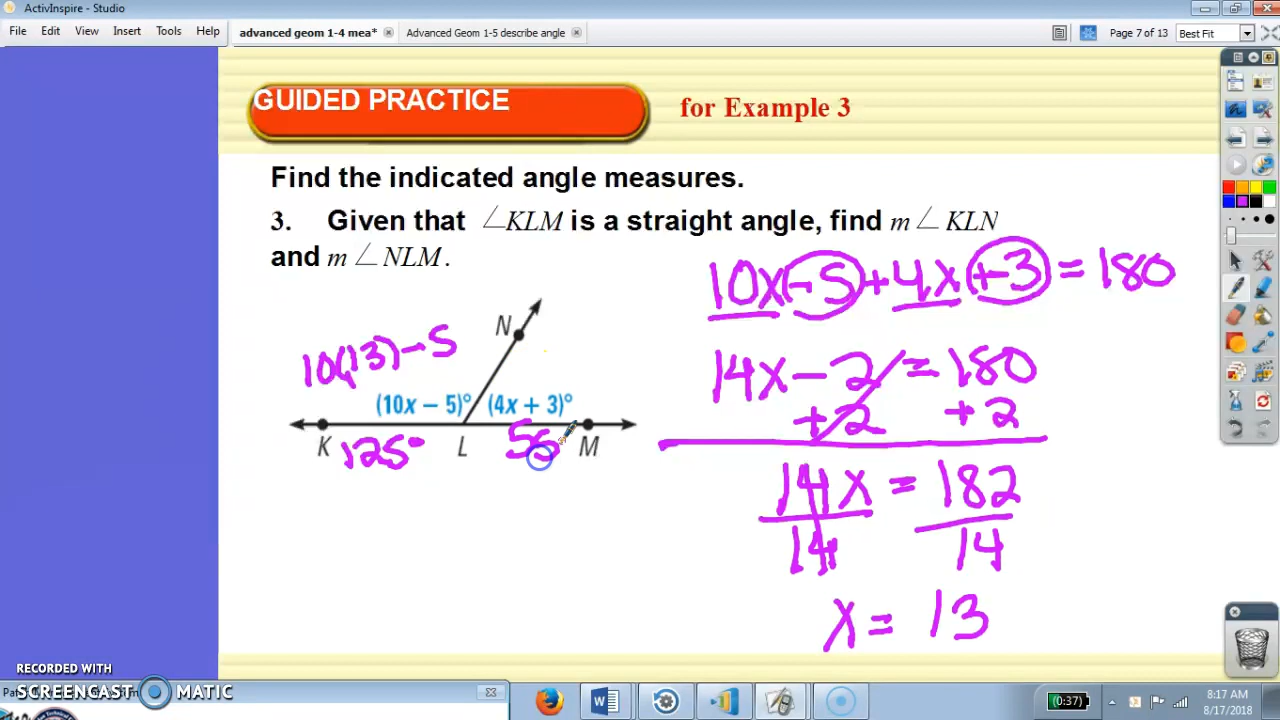 ActivInspire - Studio
File Edit View Insert Tools Help
advanced geom 1-4 mea* Advanced Geom 1-5 describe angle
Page 7 of 13 Best Fit
GUIDED PRACTICE
for Example 3
Find the indicated angle measures.
3. Given that ∠KLM is a straight angle, find m∠KLN
and m∠NLM.
10x-5+4x+3=180
N
10(13)-5
14x-2=180
+2 +2
(10x – 5)° (4x + 3)°
K L M
125° 55
14x = 182
14 14
x = 13
RECORDED WITH
SCREENCAST MATIC
(0:37)
8:17 AM
8/17/2018